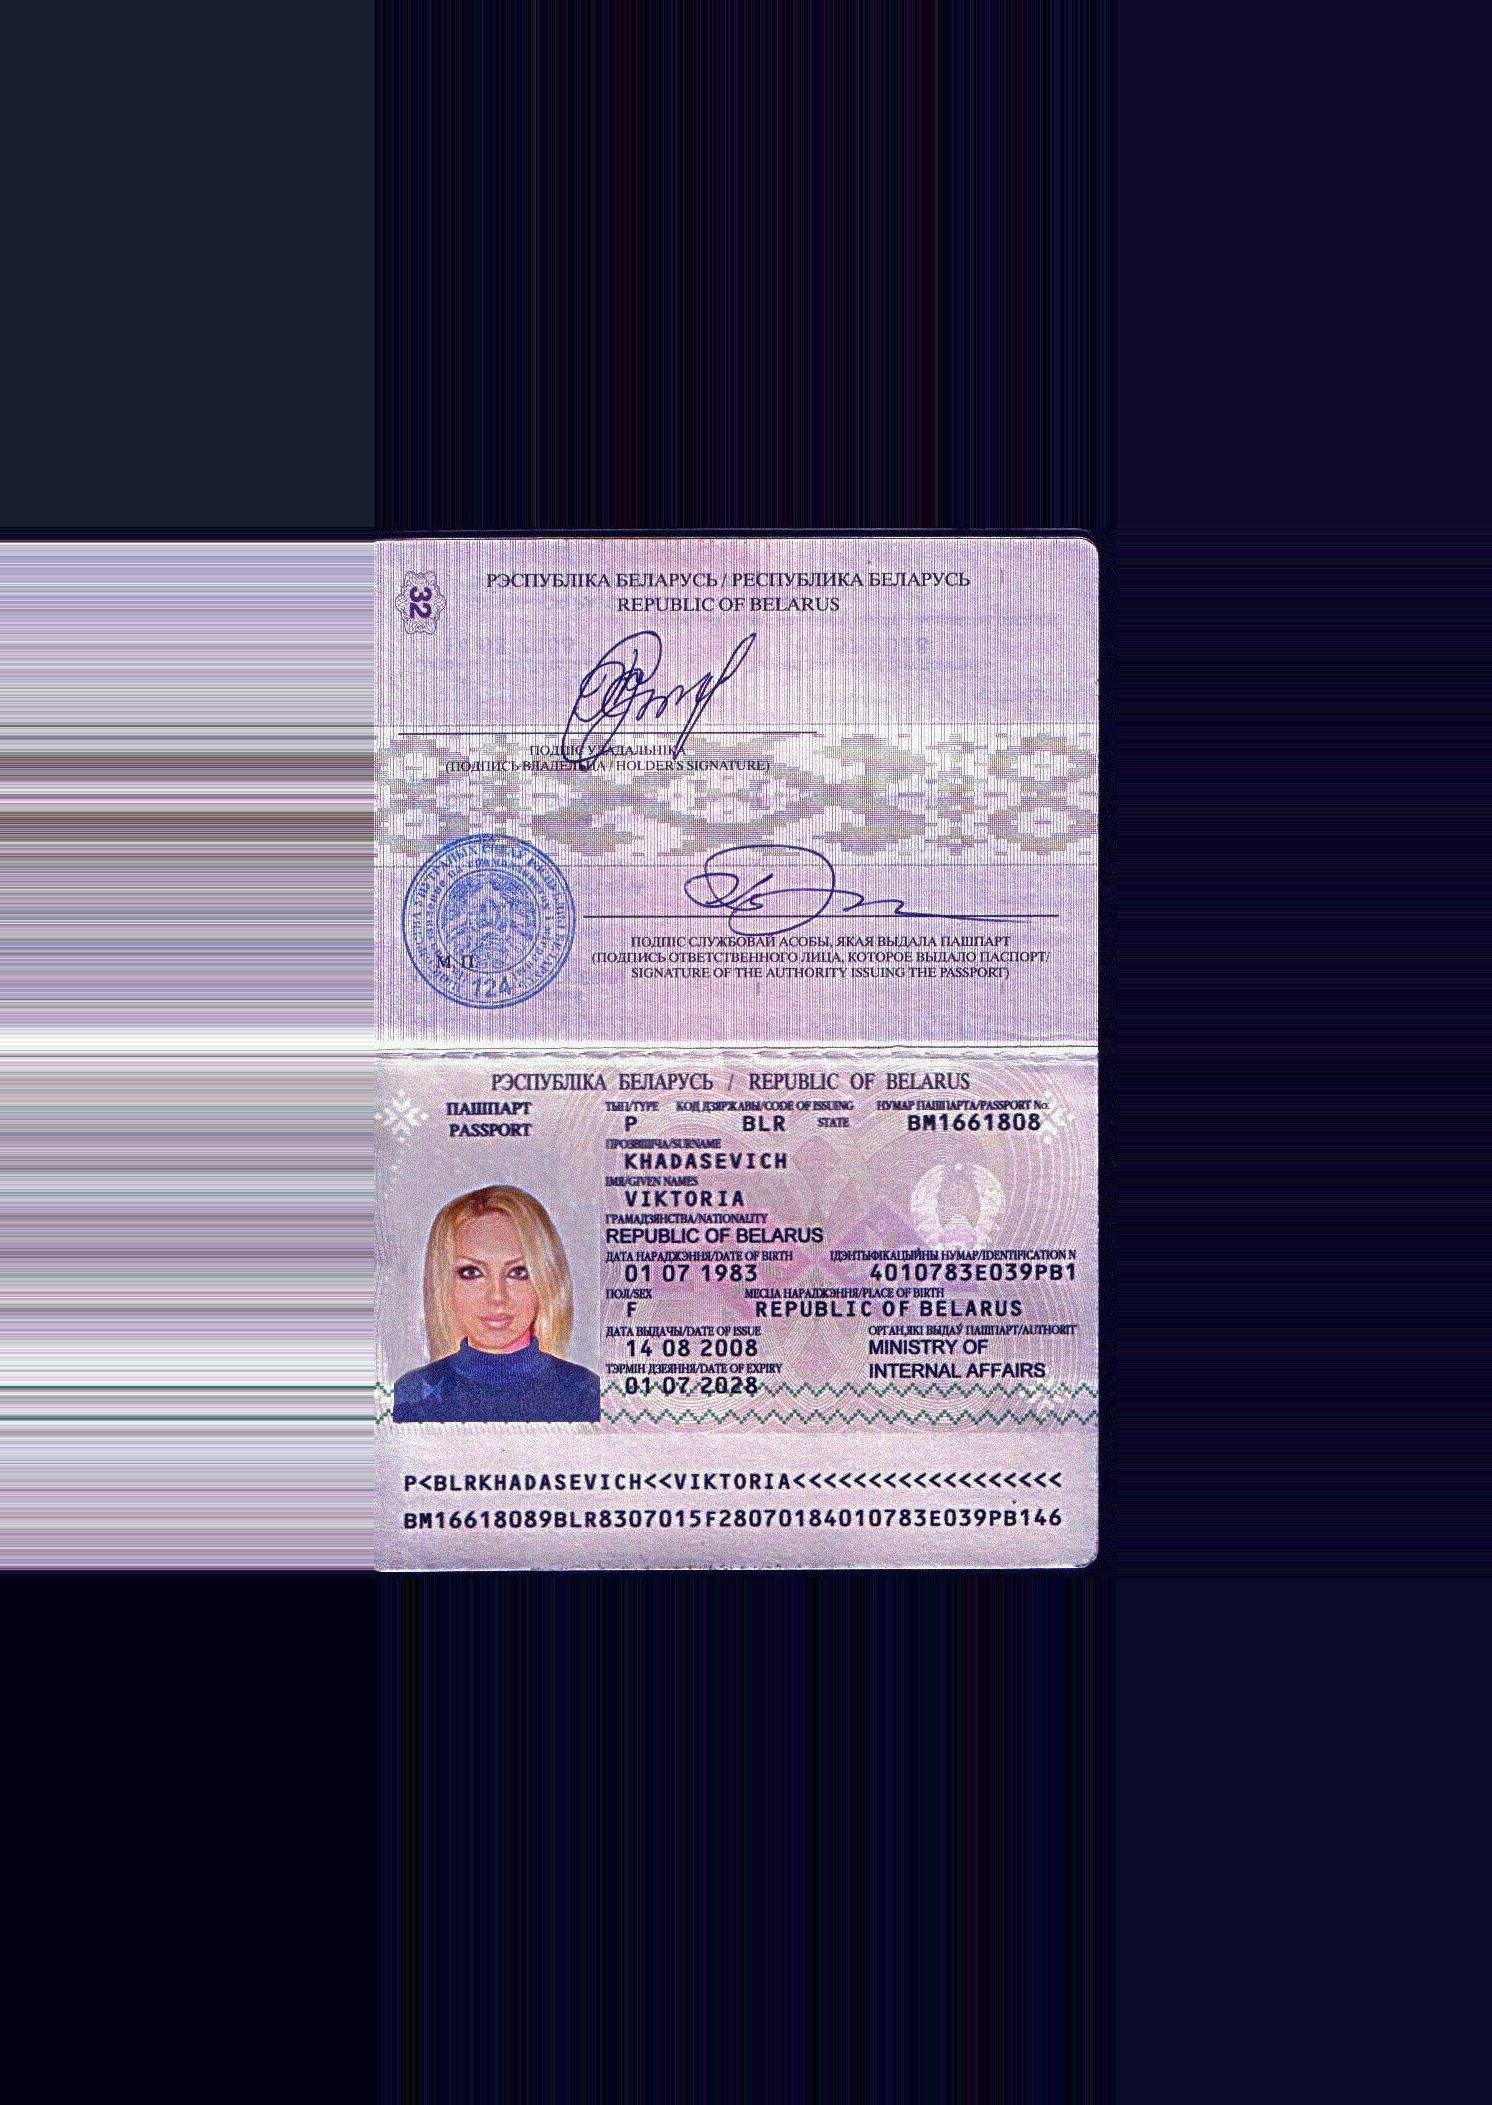 32
РЭСПУБЛІКА БЕЛАРУСЬ / РЕСПУБЛИКА БЕЛАРУСЬ
REPUBLIC OF BELARUS
ПОДПІС УЛАДАЛЬНІКА
(ПОДПИСЬ ВЛАДЕЛЬЦА / HOLDER'S SIGNATURE)
М. П.
124
ПОДПІС СЛУЖБОВАЙ АСОБЫ, ЯКАЯ ВЫДАЛА ПАШПАРТ
(ПОДПИСЬ ОТВЕТСТВЕННОГО ЛИЦА, КОТОРОЕ ВЫДАЛО ПАСПОРТ/
SIGNATURE OF THE AUTHORITY ISSUING THE PASSPORT)
РЭСПУБЛІКА БЕЛАРУСЬ / REPUBLIC OF BELARUS
ПАШПАРТ
PASSPORT
ТЫП/TYPE КОД ДЗЯРЖАВЫ/CODE OF ISSUING НУМАР ПАШПАРТА/PASSPORT No.
P BLR STATE BM1661808
ПРОЗВІШЧА/SURNAME
KHADASEVICH
ІМЯ/GIVEN NAMES
VIKTORIA
ГРАМАДЗЯНСТВА/NATIONALITY
REPUBLIC OF BELARUS
ДАТА НАРАДЖЭННЯ/DATE OF BIRTH ІДЭНТЫФІКАЦЫЙНЫ НУМАР/IDENTIFICATION N
01 07 1983 4010783E039PB1
ПОЛ/SEX МЕСЦА НАРАДЖЭННЯ/PLACE OF BIRTH
F REPUBLIC OF BELARUS
ДАТА ВЫДАЧЫ/DATE OF ISSUE ОРГАН,ЯКІ ВЫДАЎ ПАШПАРТ/AUTHORIT
14 08 2008 MINISTRY OF
ТЭРМІН ДЗЕЯННЯ/DATE OF EXPIRY INTERNAL AFFAIRS
01 07 2028
P<BLRKHADASEVICH<<VIKTORIA<<<<<<<<<<<<<<<<<<
BM16618089BLR8307015F28070184010783E039PB146